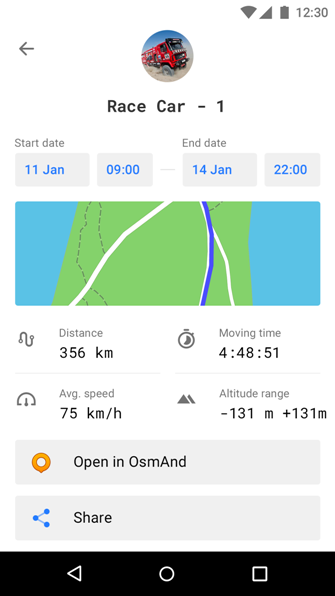 12:30
Race Car - 1
Start date
End date
11 Jan
09:00
14 Jan
22:00
Distance
356 km
Moving time
4:48:51
Avg. speed
75 km/h
Altitude range
-131 m +131m
Open in OsmAnd
Share